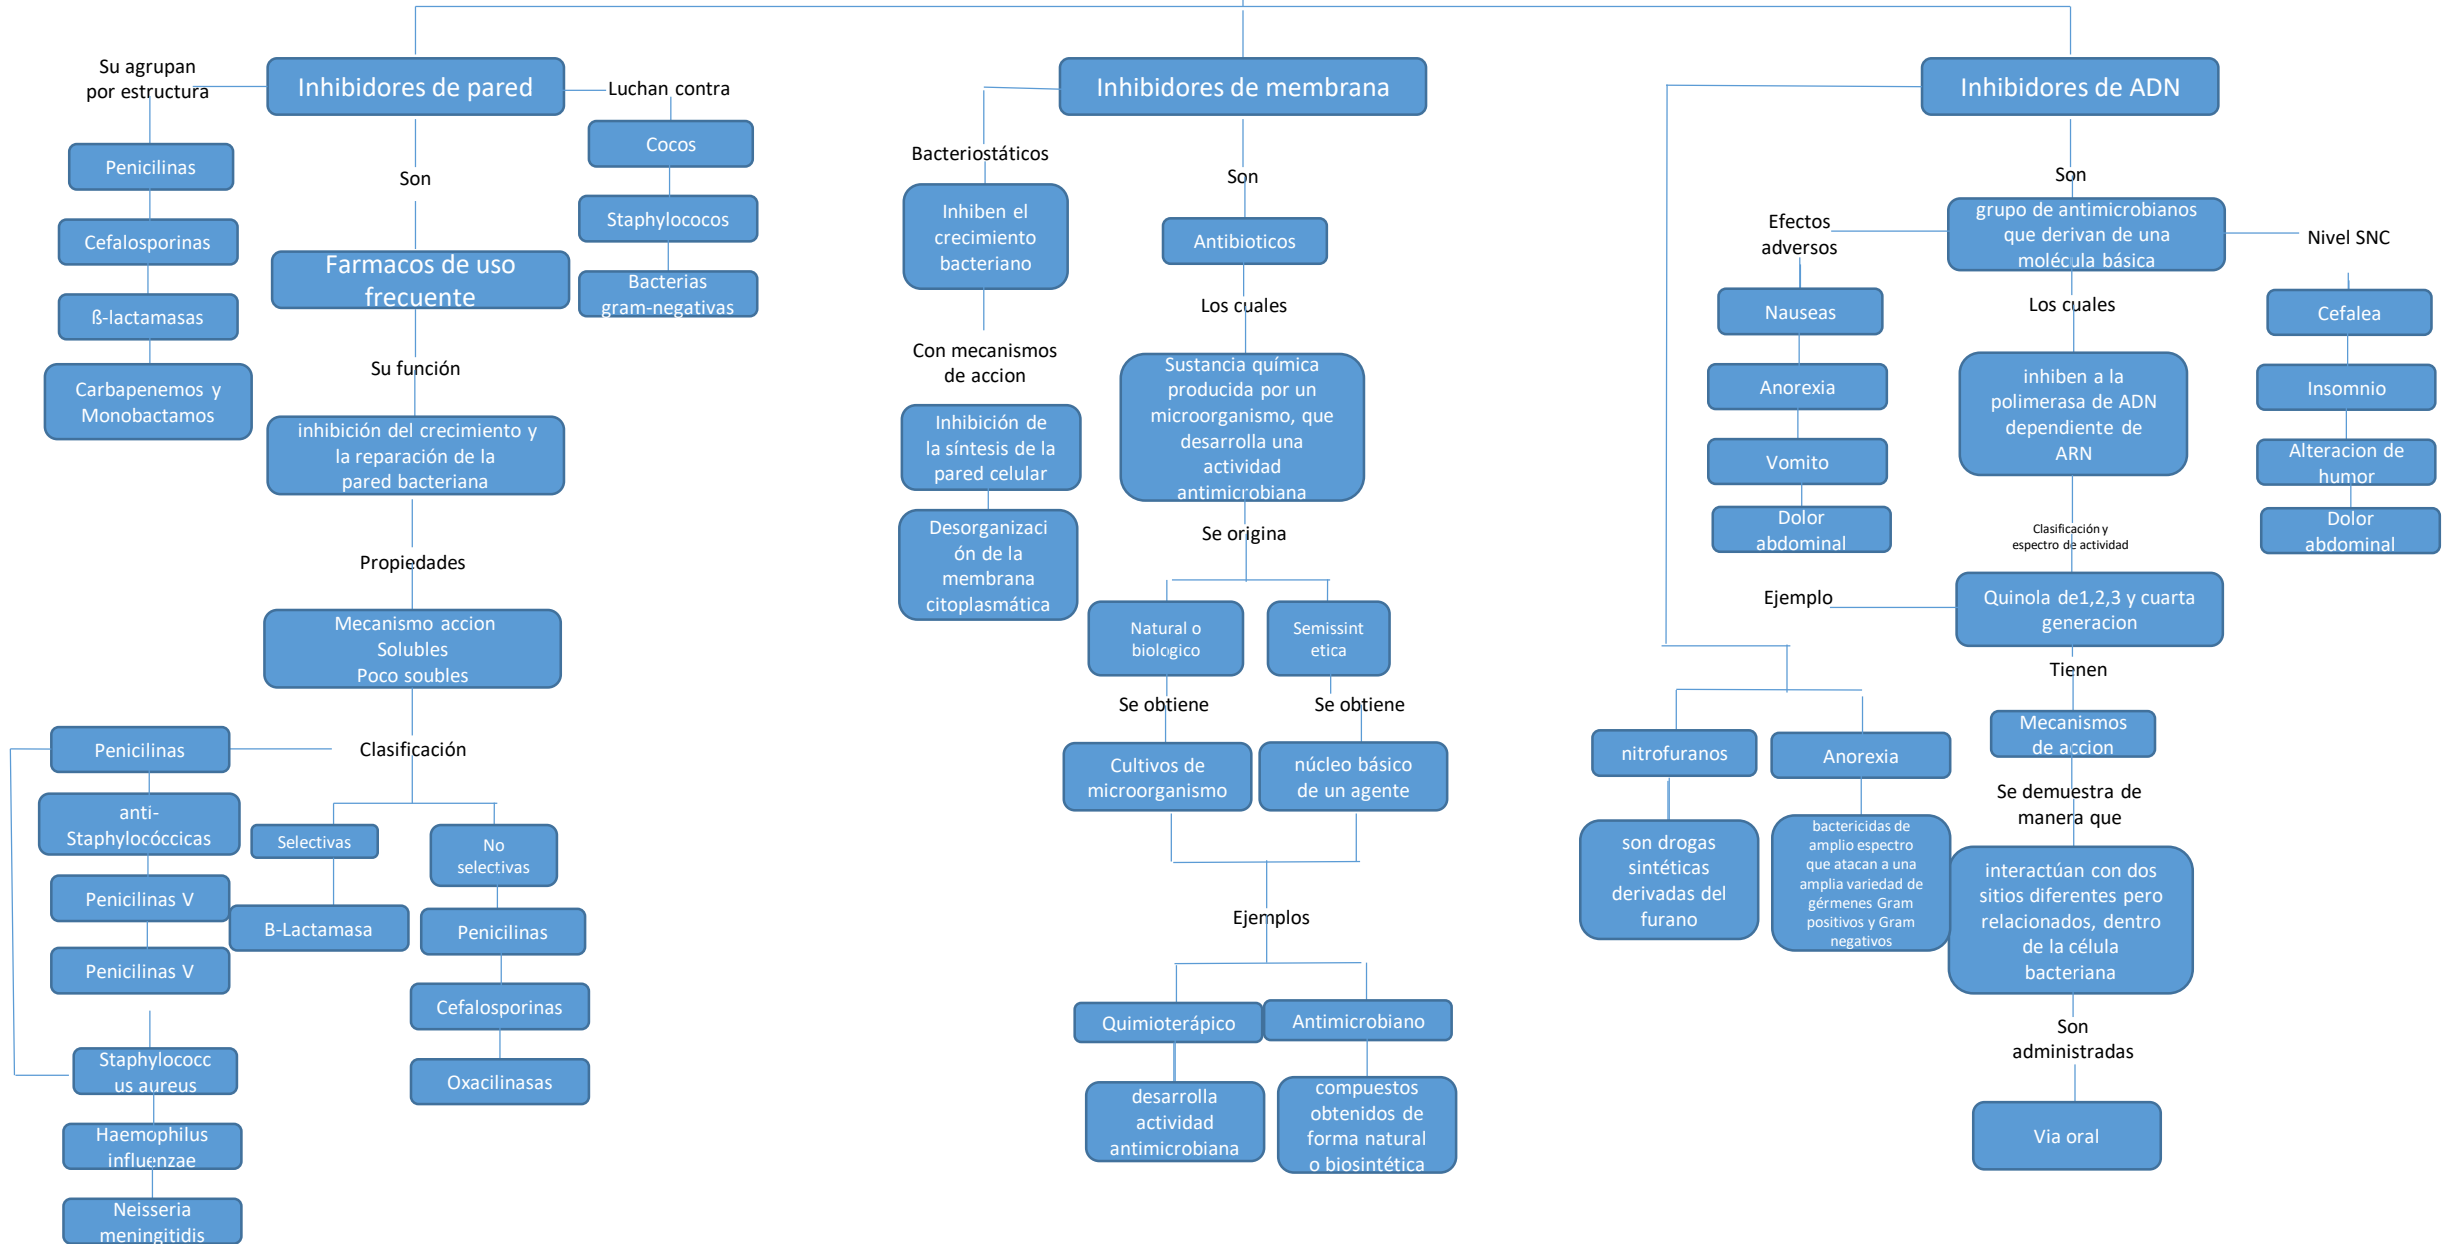 Inhibidores de pared
Su agrupan
por estructura
Penicilinas
Cefalosporinas
ß-lactamasas
Carbapenemos y
Monobactamos
Luchan contra
Cocos
Staphylococos
Bacterias
gram-negativas
Son
Farmacos de uso
frecuente
Su función
inhibición del crecimiento y
la reparación de la
pared bacteriana
Propiedades
Mecanismo accion
Solubles
Poco soubles
Clasificación
Penicilinas
anti-
Staphylocóccicas
Penicilinas V
Penicilinas V
Staphylococc
us aureus
Haemophilus
influenzae
Neisseria
meningitidis
Selectivas
B-Lactamasa
No
selectivas
Penicilinas
Cefalosporinas
Oxacilinasas
Inhibidores de membrana
Bacteriostáticos
Inhiben el
crecimiento
bacteriano
Con mecanismos
de accion
Inhibición de
la síntesis de la
pared celular
Desorganizaci
ón de la
membrana
citoplasmática
Son
Antibioticos
Los cuales
Sustancia química
producida por un
microorganismo, que
desarrolla una
actividad
antimicrobiana
Se origina
Natural o
biologico
Se obtiene
Cultivos de
microorganismo
Semissint
etica
Se obtiene
núcleo básico
de un agente
Ejemplos
Quimioterápico
desarrolla
actividad
antimicrobiana
Antimicrobiano
compuestos
obtenidos de
forma natural
o biosintética
Inhibidores de ADN
Son
grupo de antimicrobianos
que derivan de una
molécula básica
Efectos
adversos
Nauseas
Anorexia
Vomito
Dolor
abdominal
Nivel SNC
Cefalea
Insomnio
Alteracion de
humor
Dolor
abdominal
Los cuales
inhiben a la
polimerasa de ADN
dependiente de
ARN
Clasificación y
espectro de actividad
Ejemplo
Quinola de1,2,3 y cuarta
generacion
Tienen
Mecanismos
de accion
Se demuestra de
manera que
interactúan con dos
sitios diferentes pero
relacionados, dentro
de la célula
bacteriana
Son
administradas
Via oral
nitrofuranos
son drogas
sintéticas
derivadas del
furano
Anorexia
bactericidas de
amplio espectro
que atacan a una
amplia variedad de
gérmenes Gram
positivos y Gram
negativos